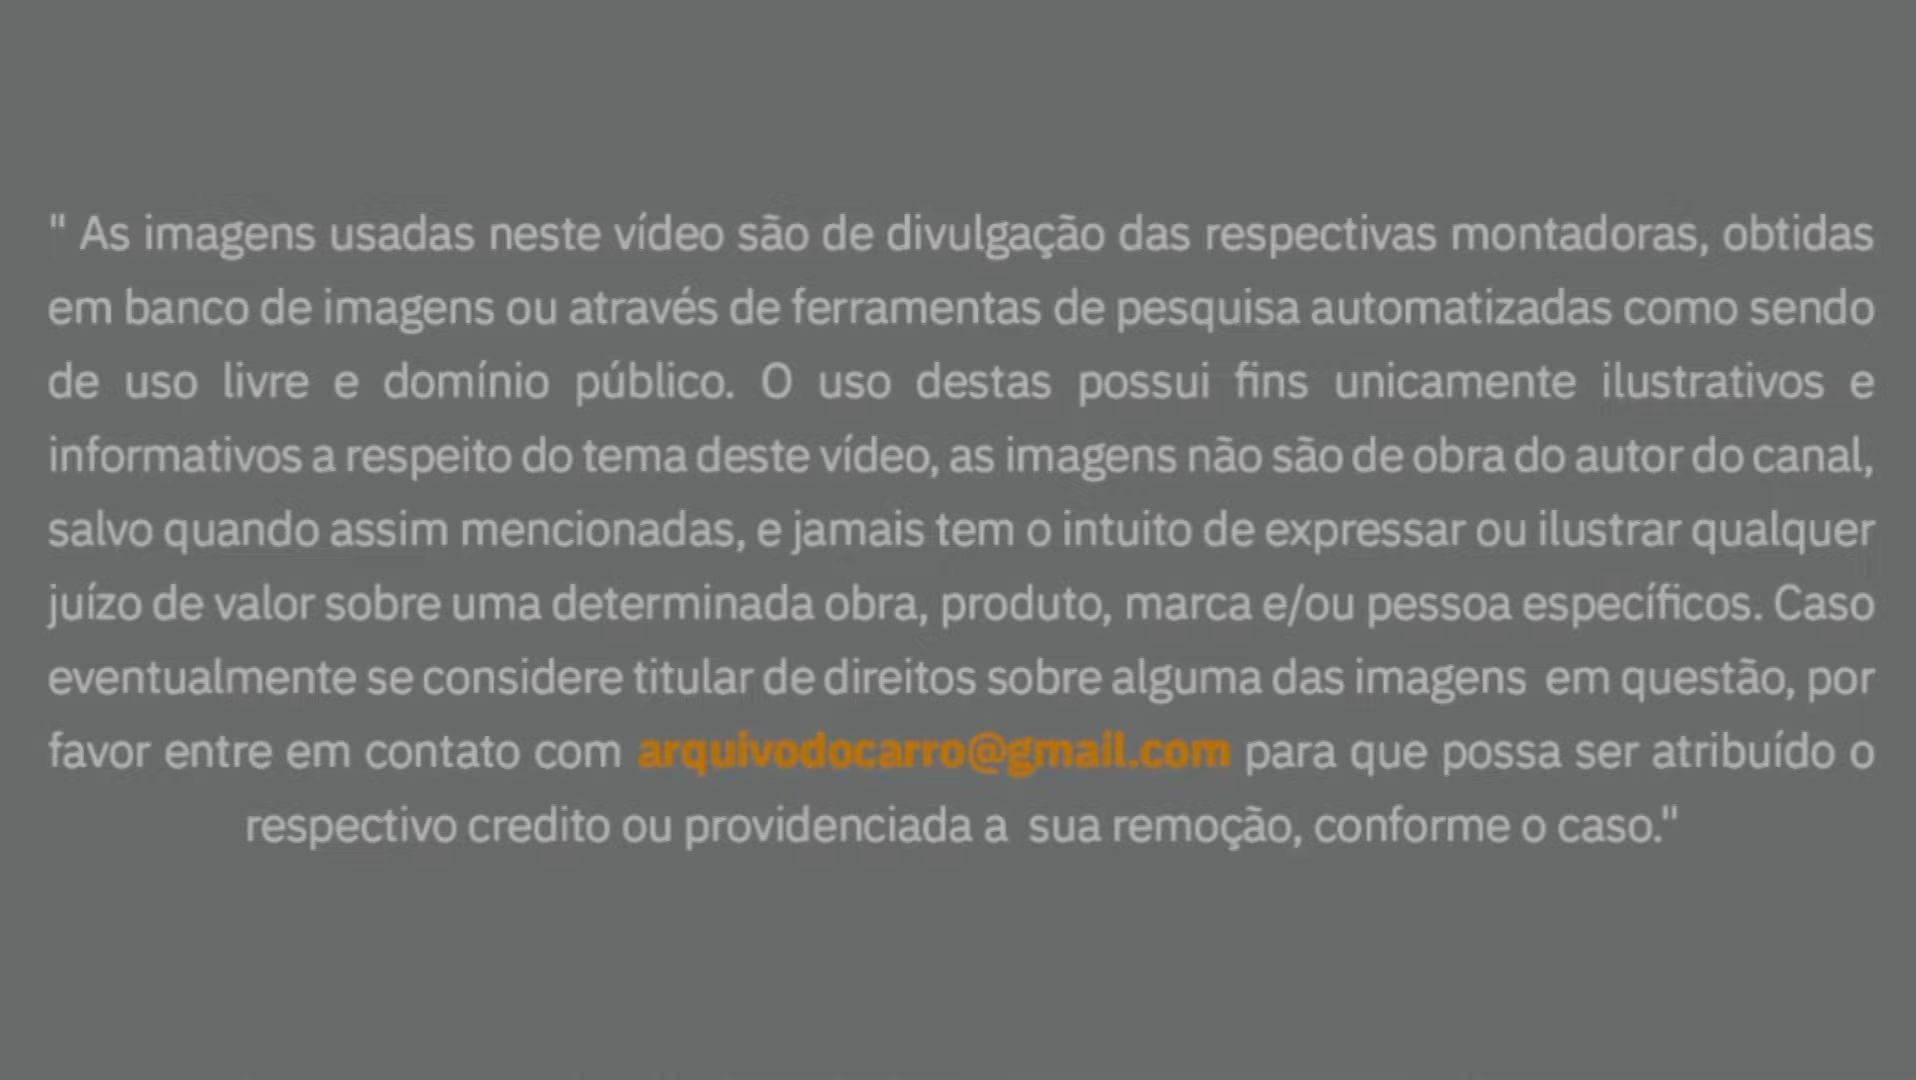 " As imagens usadas neste vídeo são de divulgação das respectivas montadoras, obtidas
em banco de imagens ou através de ferramentas de pesquisa automatizadas como sendo
de uso livre e domínio público. O uso destas possui fins unicamente ilustrativos e
informativos a respeito do tema deste vídeo, as imagens não são de obra do autor do canal,
salvo quando assim mencionadas, e jamais tem o intuito de expressar ou ilustrar qualquer
juízo de valor sobre uma determinada obra, produto, marca e/ou pessoa específicos. Caso
eventualmente se considere titular de direitos sobre alguma das imagens em questão, por
favor entre em contato com arquivodocarro@gmail.com para que possa ser atribuído o
respectivo credito ou providenciada a sua remoção, conforme o caso."